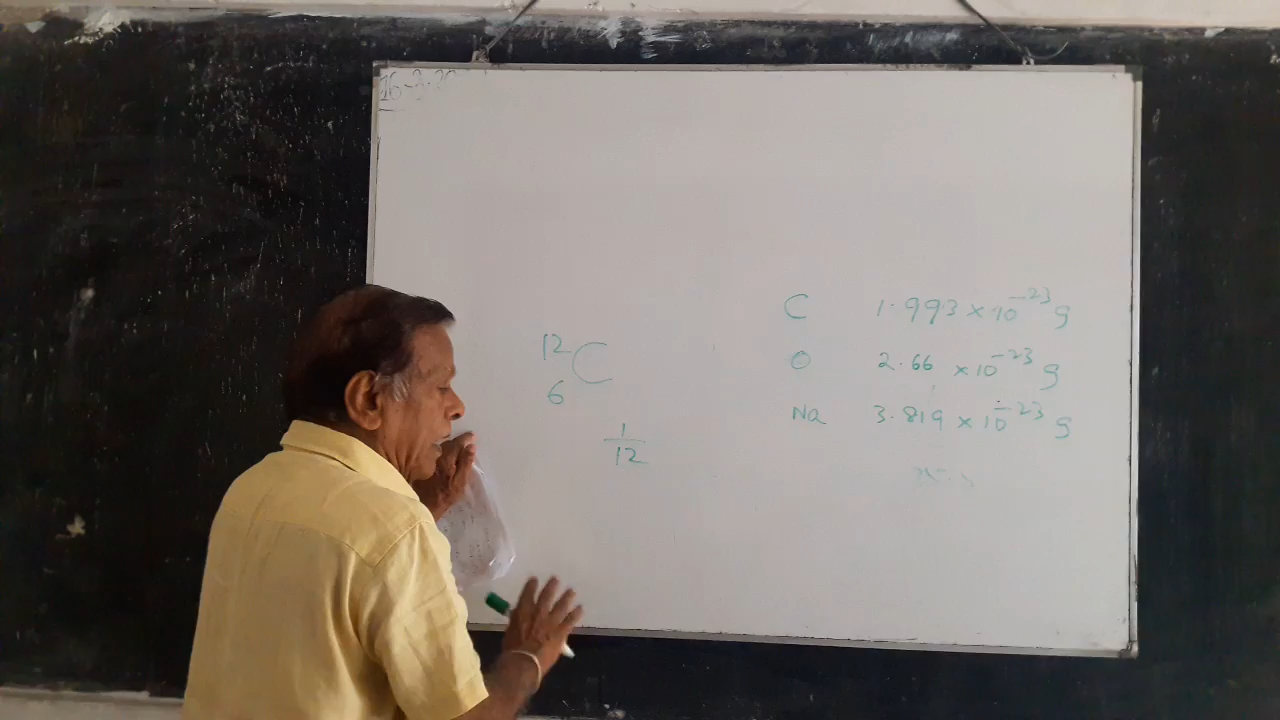 12
6 C
1/12
C 1.993 × 10⁻²³ g
O 2.66 × 10⁻²³ g
Na 3.819 × 10⁻²³ g